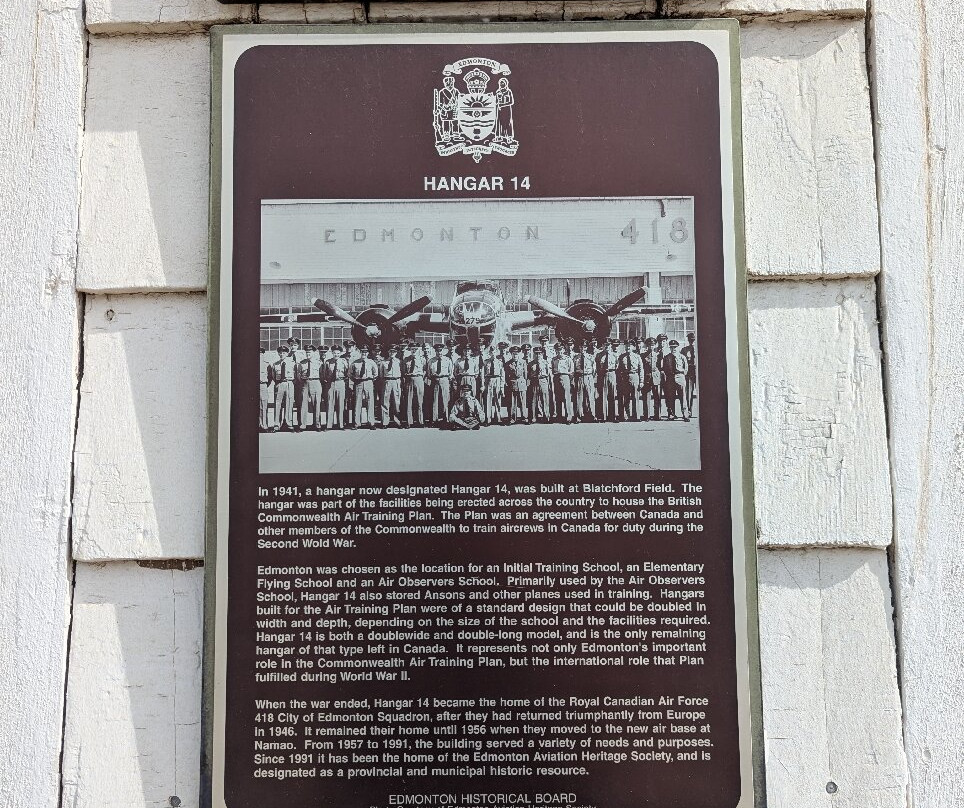 EDMONTON
HANGAR 14
EDMONTON 418
In 1941, a hangar now designated Hangar 14, was built at Blatchford Field. The
hangar was part of the facilities being erected across the country to house the British
Commonwealth Air Training Plan. The Plan was an agreement between Canada and
other members of the Commonwealth to train aircrews in Canada for duty during the
Second Wold War.
Edmonton was chosen as the location for an Initial Training School, an Elementary
Flying School and an Air Observers School. Primarily used by the Air Observers
School, Hangar 14 also stored Ansons and other planes used in training. Hangars
built for the Air Training Plan were of a standard design that could be doubled in
width and depth, depending on the size of the school and the facilities required.
Hangar 14 is both a doublewide and double-long model, and is the only remaining
hangar of that type left in Canada. It represents not only Edmonton's important
role in the Commonwealth Air Training Plan, but the international role that Plan
fulfilled during World War II.
When the war ended, Hangar 14 became the home of the Royal Canadian Air Force
418 City of Edmonton Squadron, after they had returned triumphantly from Europe
in 1946. It remained their home until 1956 when they moved to the new air base at
Namao. From 1957 to 1991, the building served a variety of needs and purposes.
Since 1991 it has been the home of the Edmonton Aviation Heritage Society, and is
designated as a provincial and municipal historic resource.
EDMONTON HISTORICAL BOARD